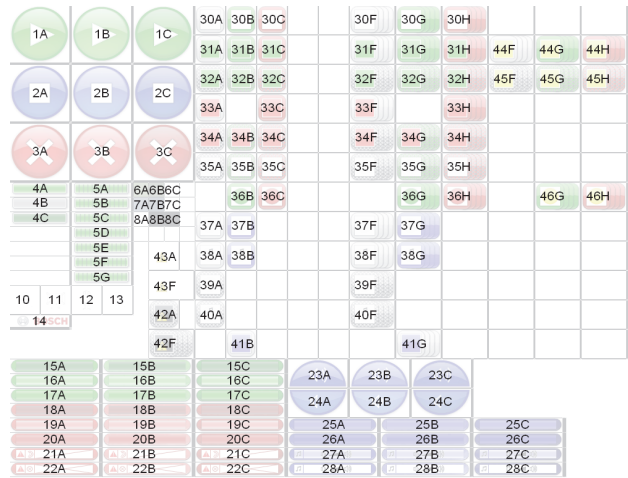 1A 1B 1C 30A 30B 30C 30F 30G 30H
31A 31B 31C 31F 31G 31H 44F 44G 44H
2A 2B 2C 32A 32B 32C 32F 32G 32H 45F 45G 45H
33A 33C 33F 33H
3A 3B 3C 34A 34B 34C 34F 34G 34H
35A 35B 35C 35F 35G 35H
4A 5A 6A6B6C 36B 36C 36G 36H 46G 46H
4B 5B 7A7B7C
4C 5C 8A8B8C 37A 37B 37F 37G
5D
5E 43A 38A 38B 38F 38G
5F
5G 43F 39A 39F
10 11 12 13
14 BOSCH 42A 40A 40F
42F 41B 41G
15A 15B 15C 23A 23B 23C
16A 16B 16C
17A 17B 17C 24A 24B 24C
18A 18B 18C
19A 19B 19C 25A 25B 25C
20A 20B 20C 26A 26B 26C
21A 21B 21C 27A 27B 27C
22A 22B 22C 28A 28B 28C